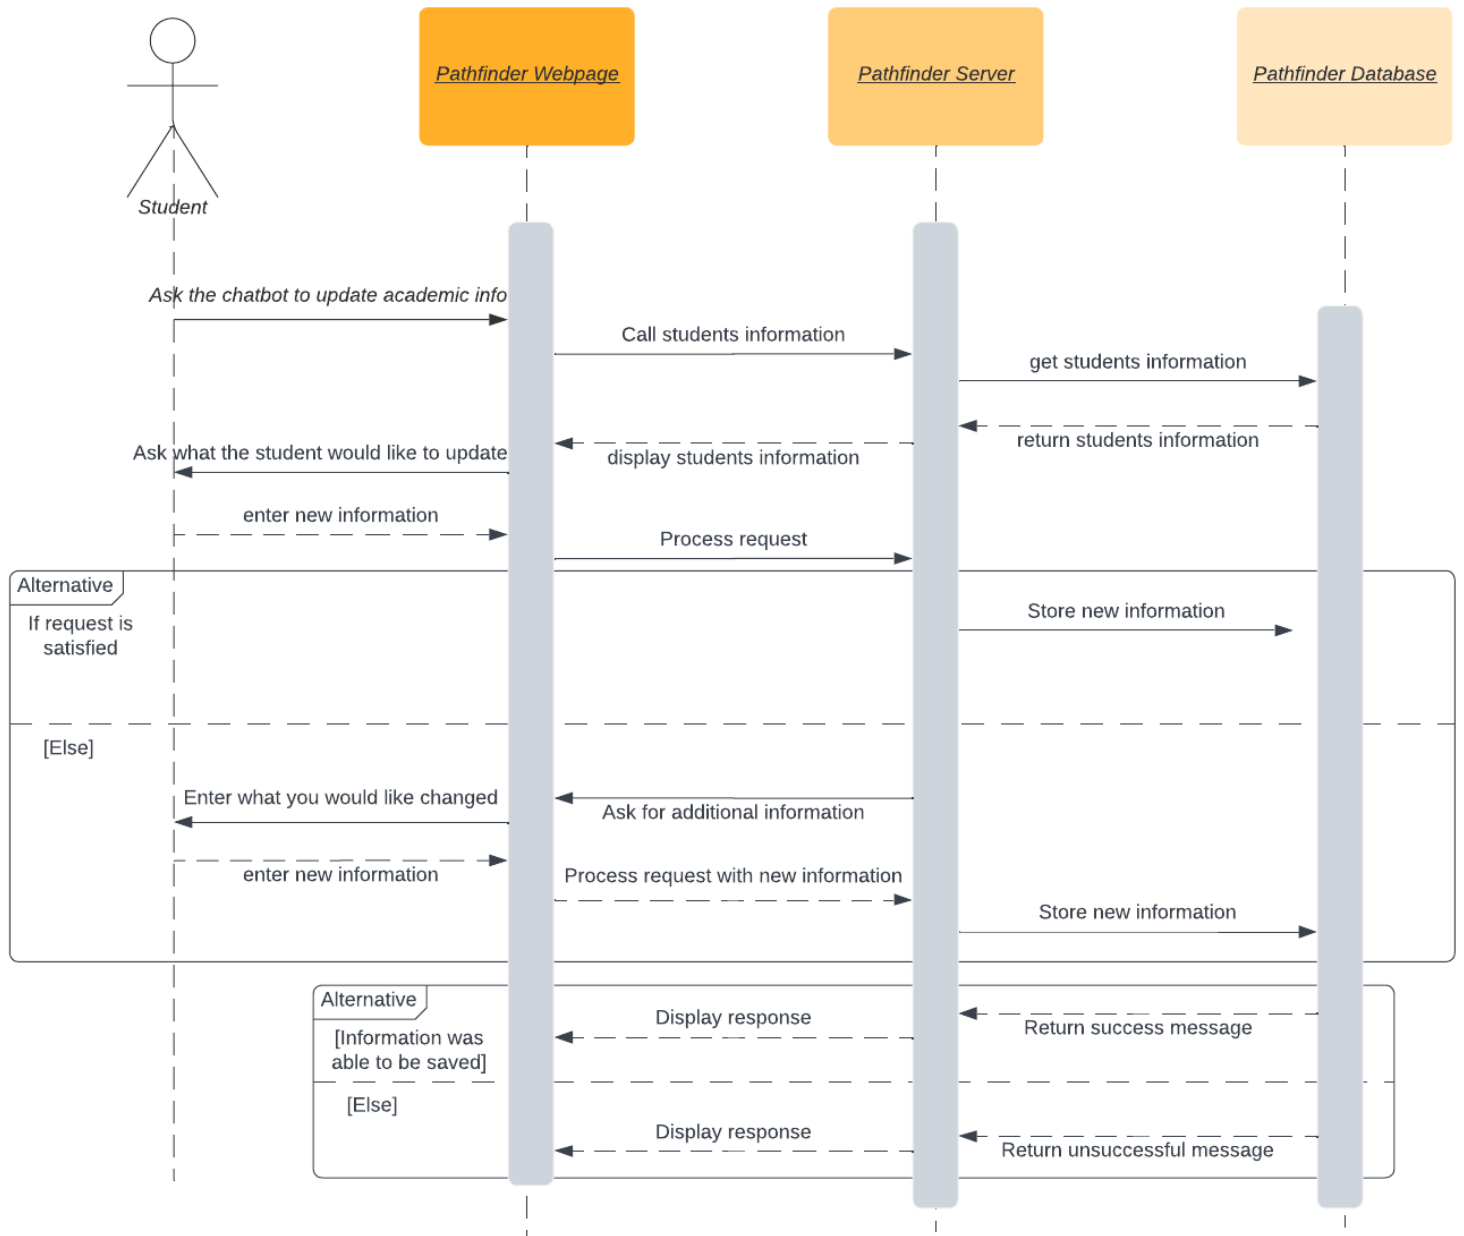 Pathfinder Webpage
Pathfinder Server
Pathfinder Database
Student
Ask the chatbot to update academic info
Call students information
get students information
return students information
display students information
Ask what the student would like to update
enter new information
Process request
Alternative
If request is
satisfied
Store new information
[Else]
Enter what you would like changed
Ask for additional information
enter new information
Process request with new information
Store new information
Alternative
[Information was
able to be saved]
Display response
Return success message
[Else]
Display response
Return unsuccessful message